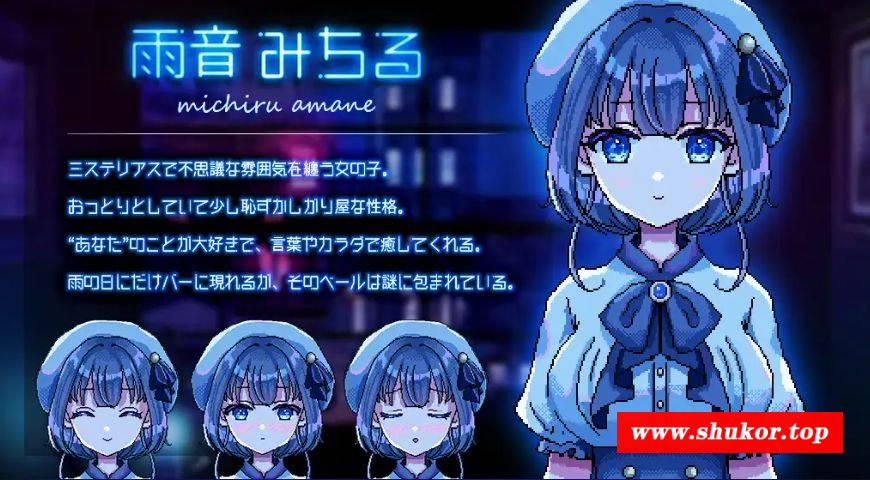 雨音 みちる
michiru amane
ミステリアスで不思議な雰囲気を纏う女の子。
おっとりとしていて少し恥ずかしがり屋な性格。
“あなた”のことが大好きで、言葉やカラダで癒してくれる。
雨の日にだけバーに現れるが、そのベールは謎に包まれている。
www.shukor.top